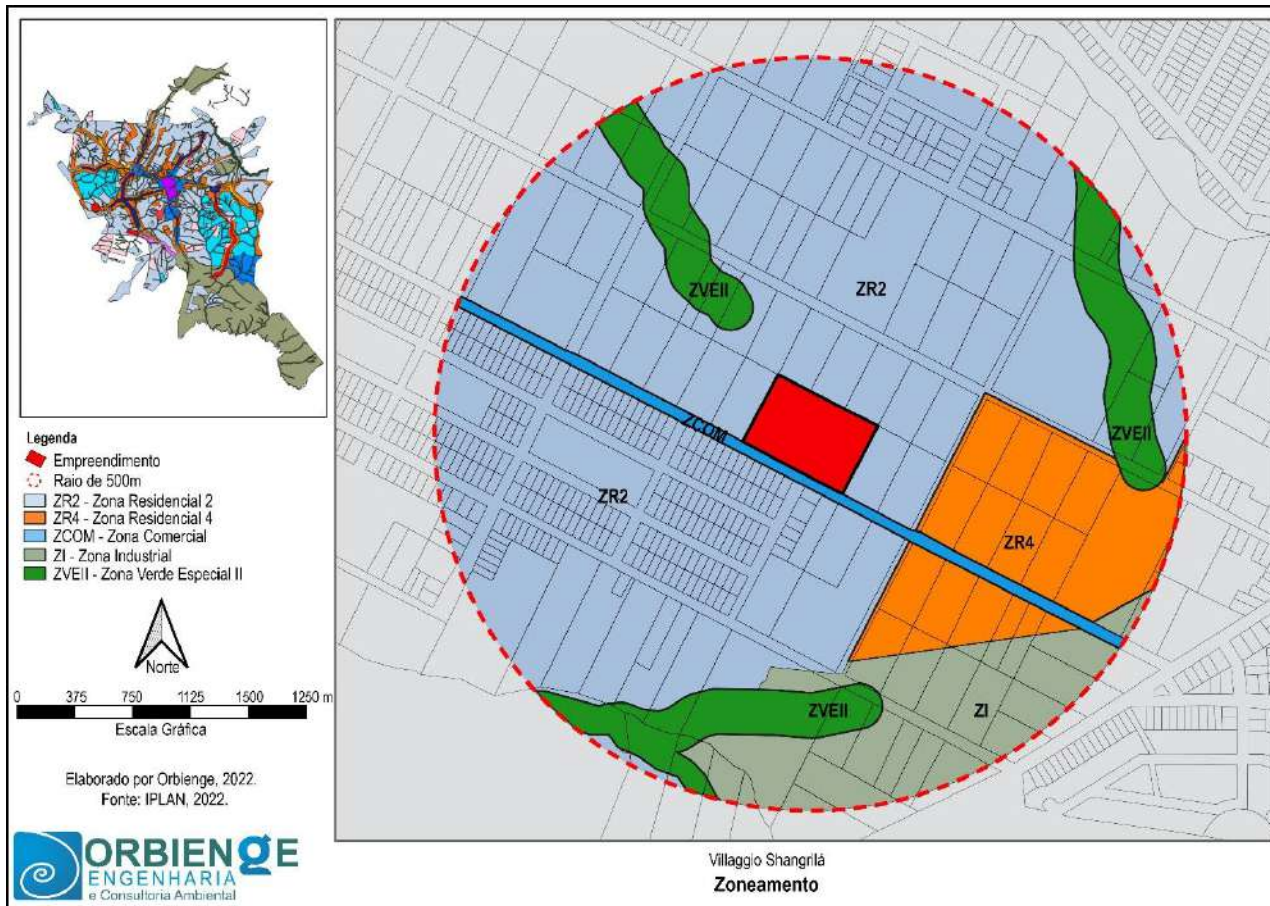 Legenda
Empreendimento
Raio de 500m
ZR2 - Zona Residencial 2
ZR4 - Zona Residencial 4
ZCOM - Zona Comercial
ZI - Zona Industrial
ZVEII - Zona Verde Especial II
Norte
0 375 750 1125 1500 1250 m
Escala Gráfica
Elaborado por Orbienge, 2022.
Fonte: IPLAN, 2022.
ORBIENGE
ENGENHARIA
e Consultoria Ambiental
ZVEII
ZR2
ZCOM
ZVEII
ZR2
ZR4
ZVEII
ZI
Villaggio Shangrilá
Zoneamento